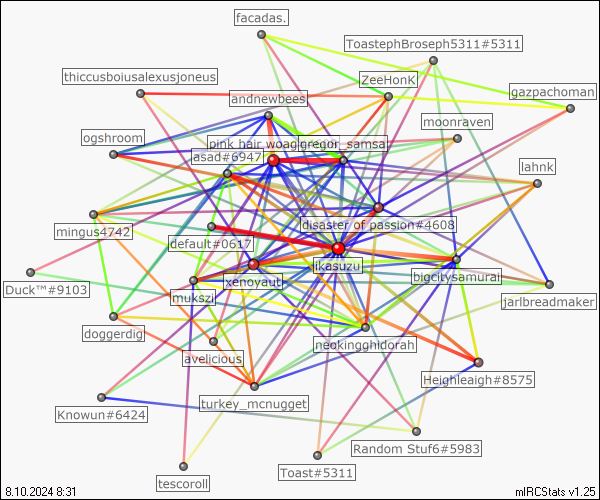 facadas.
ToastephBroseph5311#5311
thiccusboiusalexusjoneus
ZeeHonK
gazpachoman
andnewbees
moonraven
ogshroom
pink hair woag
gregor_samsa
asad#6947
lahnk
mingus4742
disaster of passion#4608
default#0617
ikasuzu
xenoyaut
bigcitysamurai
Duck™#9103
mukszi
jarlbreadmaker
doggerdig
neokingghidorah
avelicious
Heighleaigh#8575
turkey_mcnugget
Knowun#6424
Random Stuf6#5983
Toast#5311
tescoroll
8.10.2024 8:31
mIRCStats v1.25